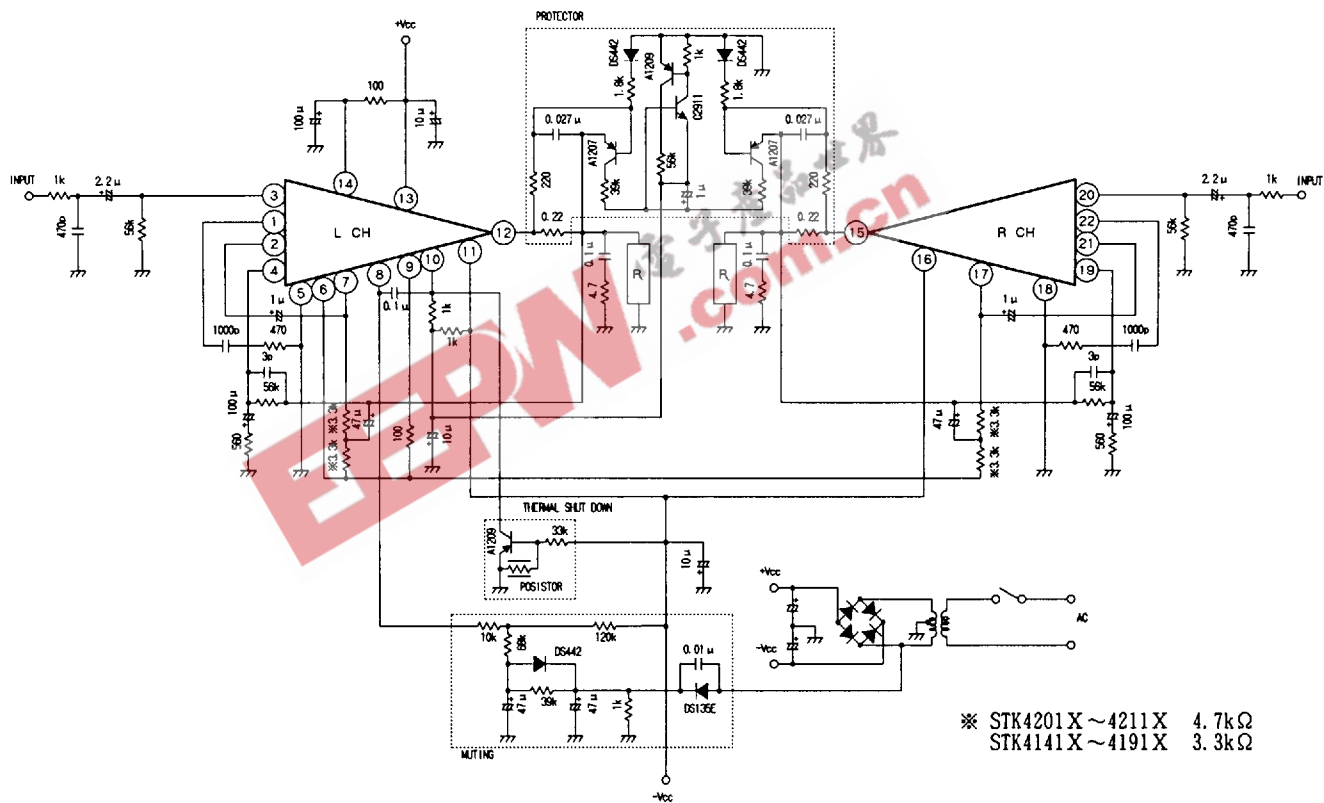 PROTECTOR
+Vcc
DS442
A1209
1k
DS442
1.8k
C2911
1.8k
100
100μ
10μ
0.027μ
0.027μ
A1207
A1207
56k
39k
1μ
39k
220
220
INPUT
1k
2.2μ
470p
56k
3
14
13
1
2
4
L CH
12
0.22
0.22
15
R CH
20
22
21
19
2.2μ
1k
INPUT
56k
470p
5
6
7
8
9
10
11
16
17
18
0.1μ
4.7
R
R
0.1μ
4.7
1μ
0.1μ
1k
1k
1μ
1000p
470
3p
56k
100μ
560
※3.3k
※3.3k
47μ
100
10μ
470
1000p
3p
56k
100μ
560
47μ
※3.3k
※3.3k
電子產品世界
EEPW
.com.cn
THERMAL SHUT DOWN
A1209
33k
POSISTOR
10μ
+Vcc
-Vcc
AC
10k
120k
68k
DS442
0.01μ
47μ
39k
47μ
1k
DS135E
MUTING
-Vcc
※ STK4201X～4211X 4.7kΩ
STK4141X～4191X 3.3kΩ